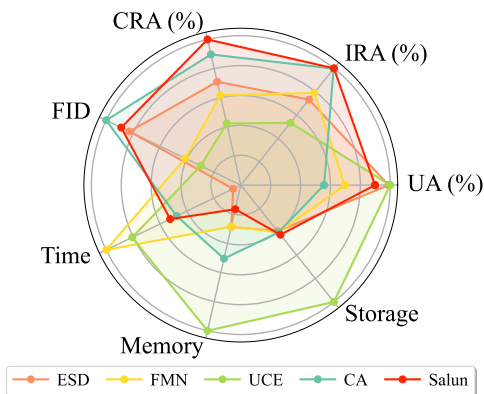 CRA (%)
IRA (%)
FID
UA (%)
Time
Storage
Memory
ESD FMN UCE CA Salun